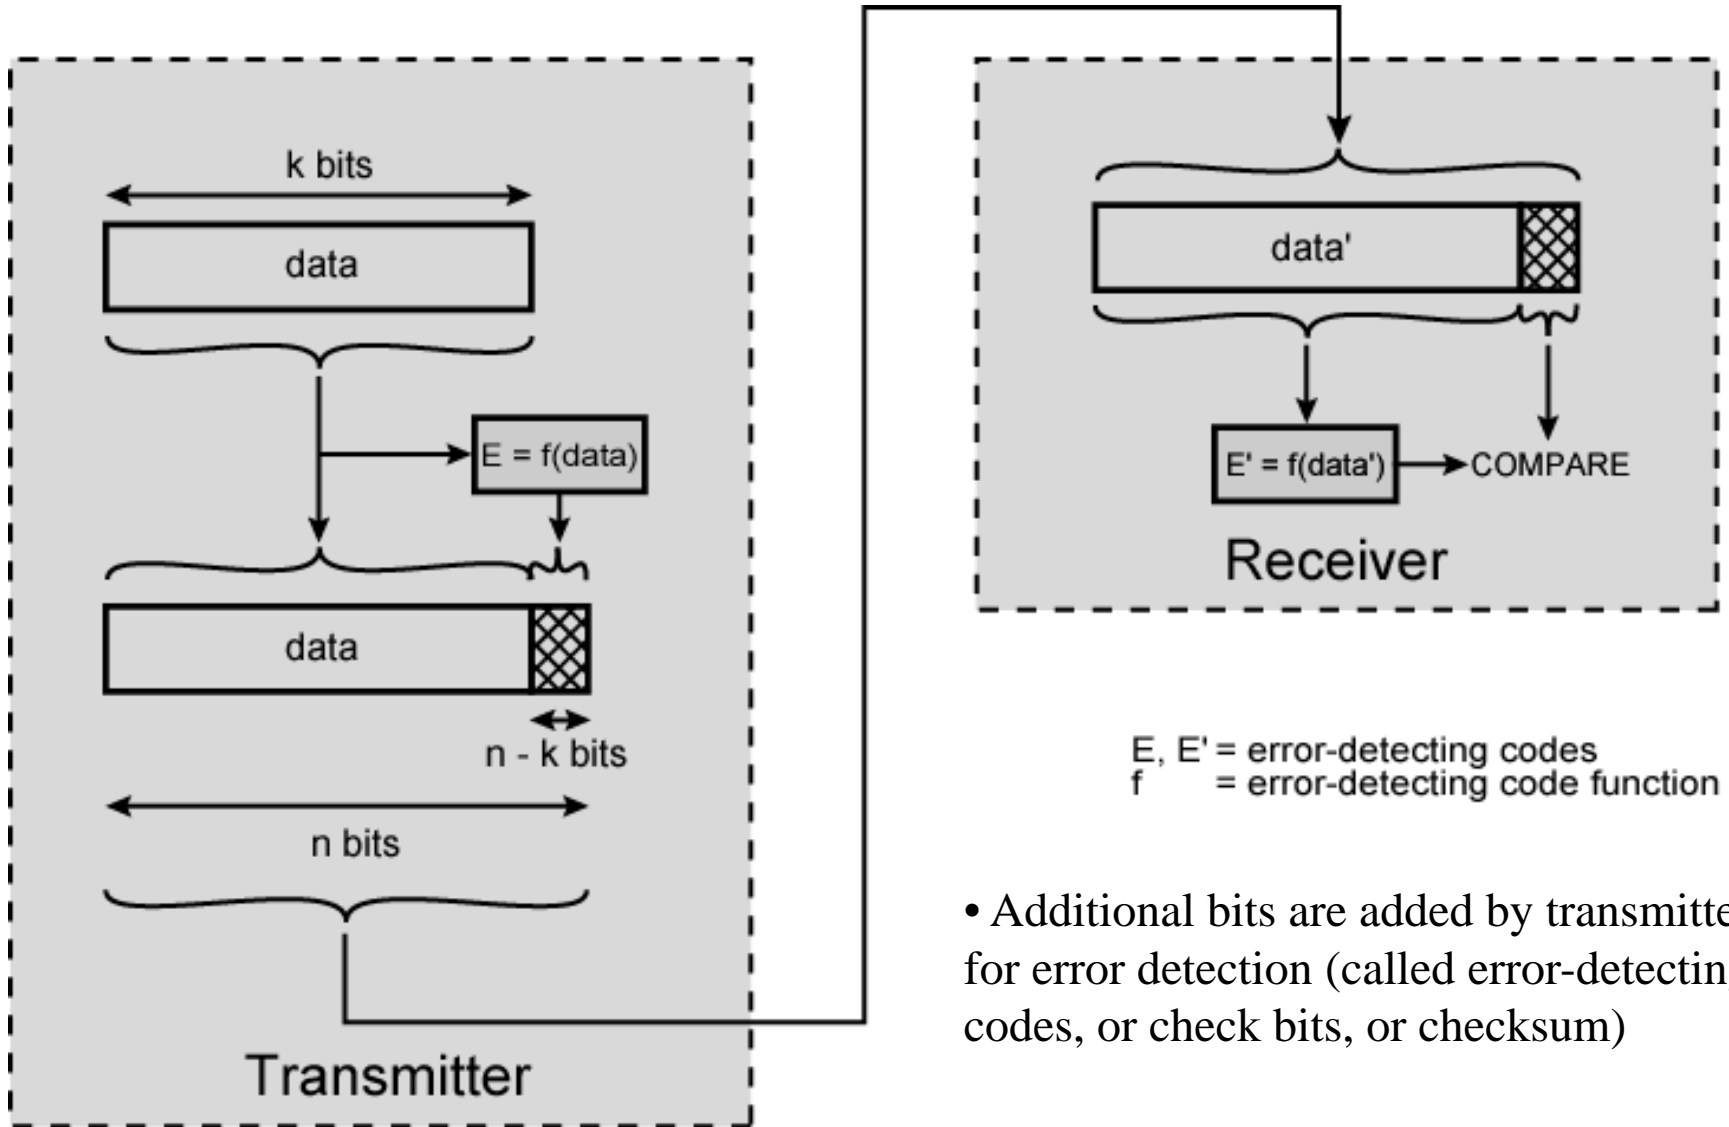 k bits
data
E = f(data)
data
n - k bits
n bits
Transmitter
data'
E' = f(data')
COMPARE
Receiver
E, E' = error-detecting codes
f = error-detecting code function
• Additional bits are added by transmitte
for error detection (called error-detectin
codes, or check bits, or checksum)